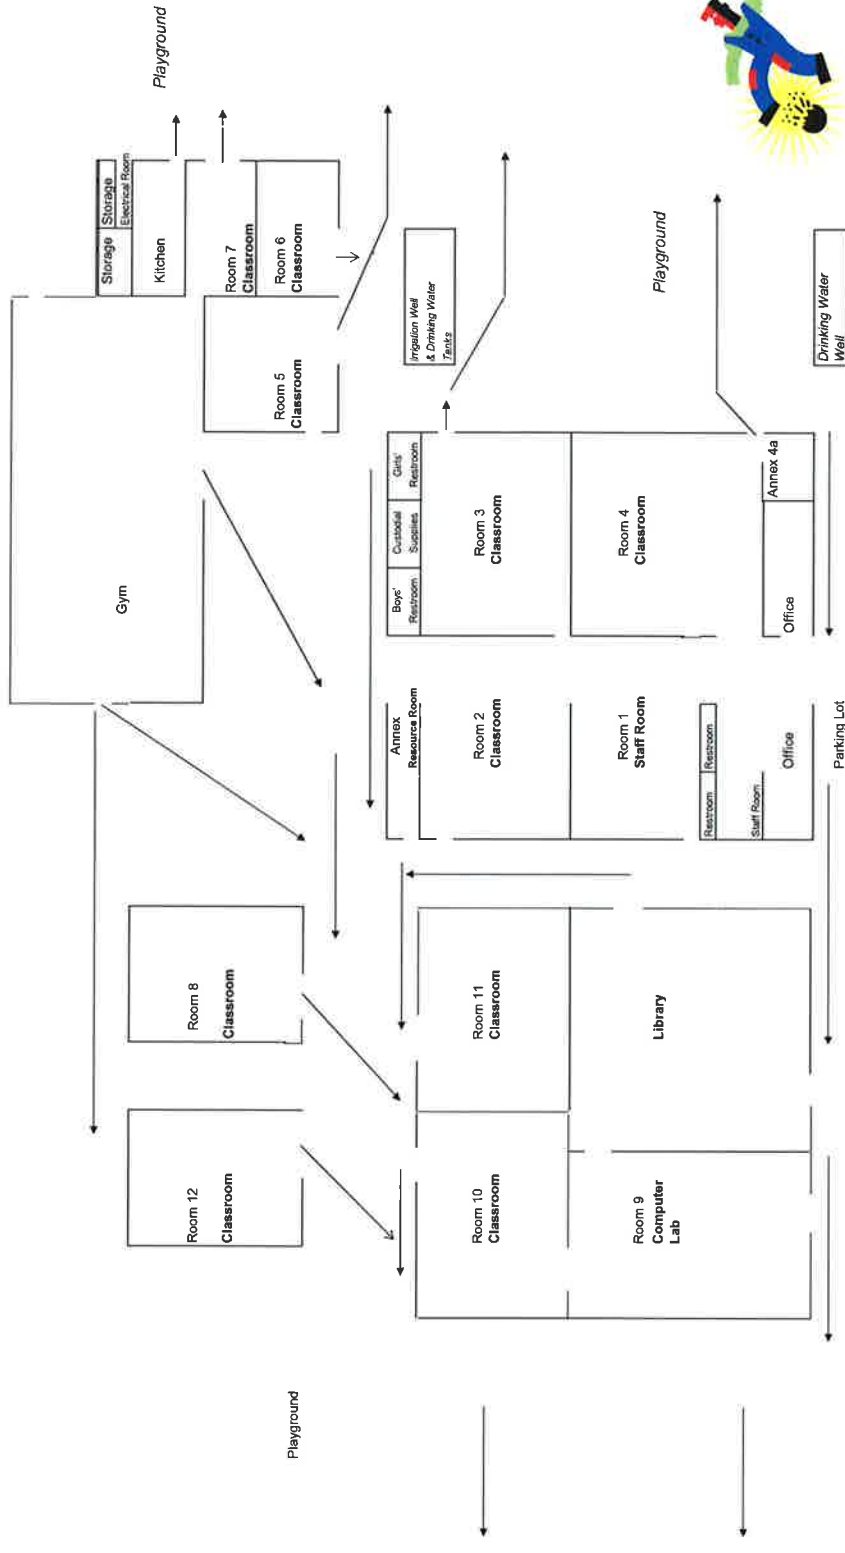 Playground
Storage
Storage
Electrical Room
Kitchen
Room 7
Classroom
Room 6
Classroom
Room 5
Classroom
Gym
Irrigation Well
& Drinking Water
Tanks
Playground
Drinking Water
Well
Girls'
Restroom
Custodial
Supplies
Boys'
Restroom
Room 3
Classroom
Room 4
Classroom
Annex 4a
Office
Annex
Resource Room
Room 2
Classroom
Room 1
Staff Room
Restroom
Restroom
Staff Room
Office
Parking Lot
Room 8
Classroom
Room 11
Classroom
Library
Room 12
Classroom
Room 10
Classroom
Room 9
Computer
Lab
Playground